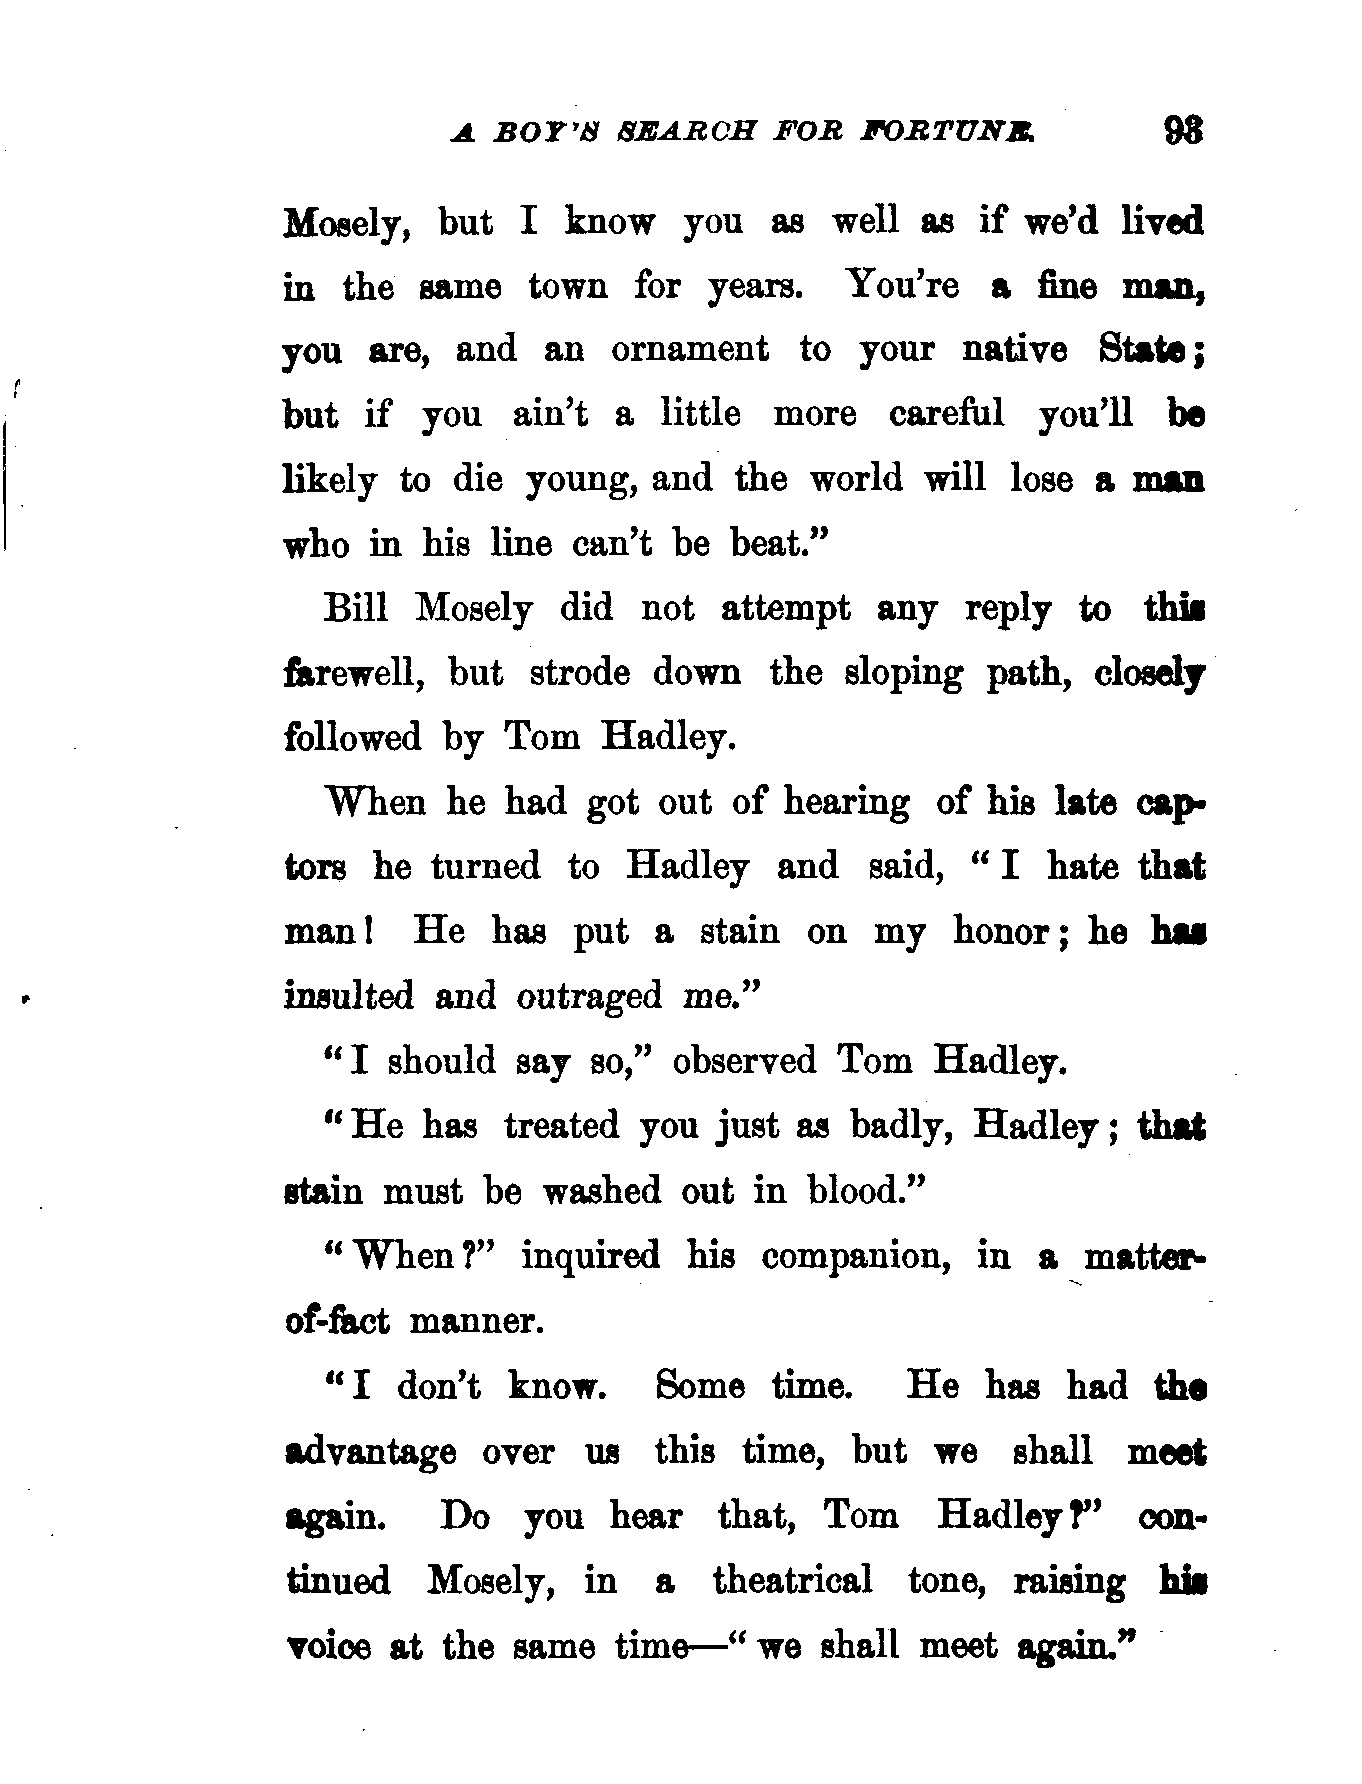 A BOY'S SEARCH FOR FORTUNE. 93
Mosely, but I know you as well as if we'd lived
in the same town for years. You're a fine man,
you are, and an ornament to your native State;
but if you ain't a little more careful you'll be
likely to die young, and the world will lose a man
who in his line can't be beat."
Bill Mosely did not attempt any reply to this
farewell, but strode down the sloping path, closely
followed by Tom Hadley.
When he had got out of hearing of his late cap-
tors he turned to Hadley and said, "I hate that
man! He has put a stain on my honor; he has
insulted and outraged me."
"I should say so," observed Tom Hadley.
"He has treated you just as badly, Hadley; that
stain must be washed out in blood."
"When?" inquired his companion, in a matter-
of-fact manner.
"I don't know. Some time. He has had the
advantage over us this time, but we shall meet
again. Do you hear that, Tom Hadley?" con-
tinued Mosely, in a theatrical tone, raising his
voice at the same time—"we shall meet again."